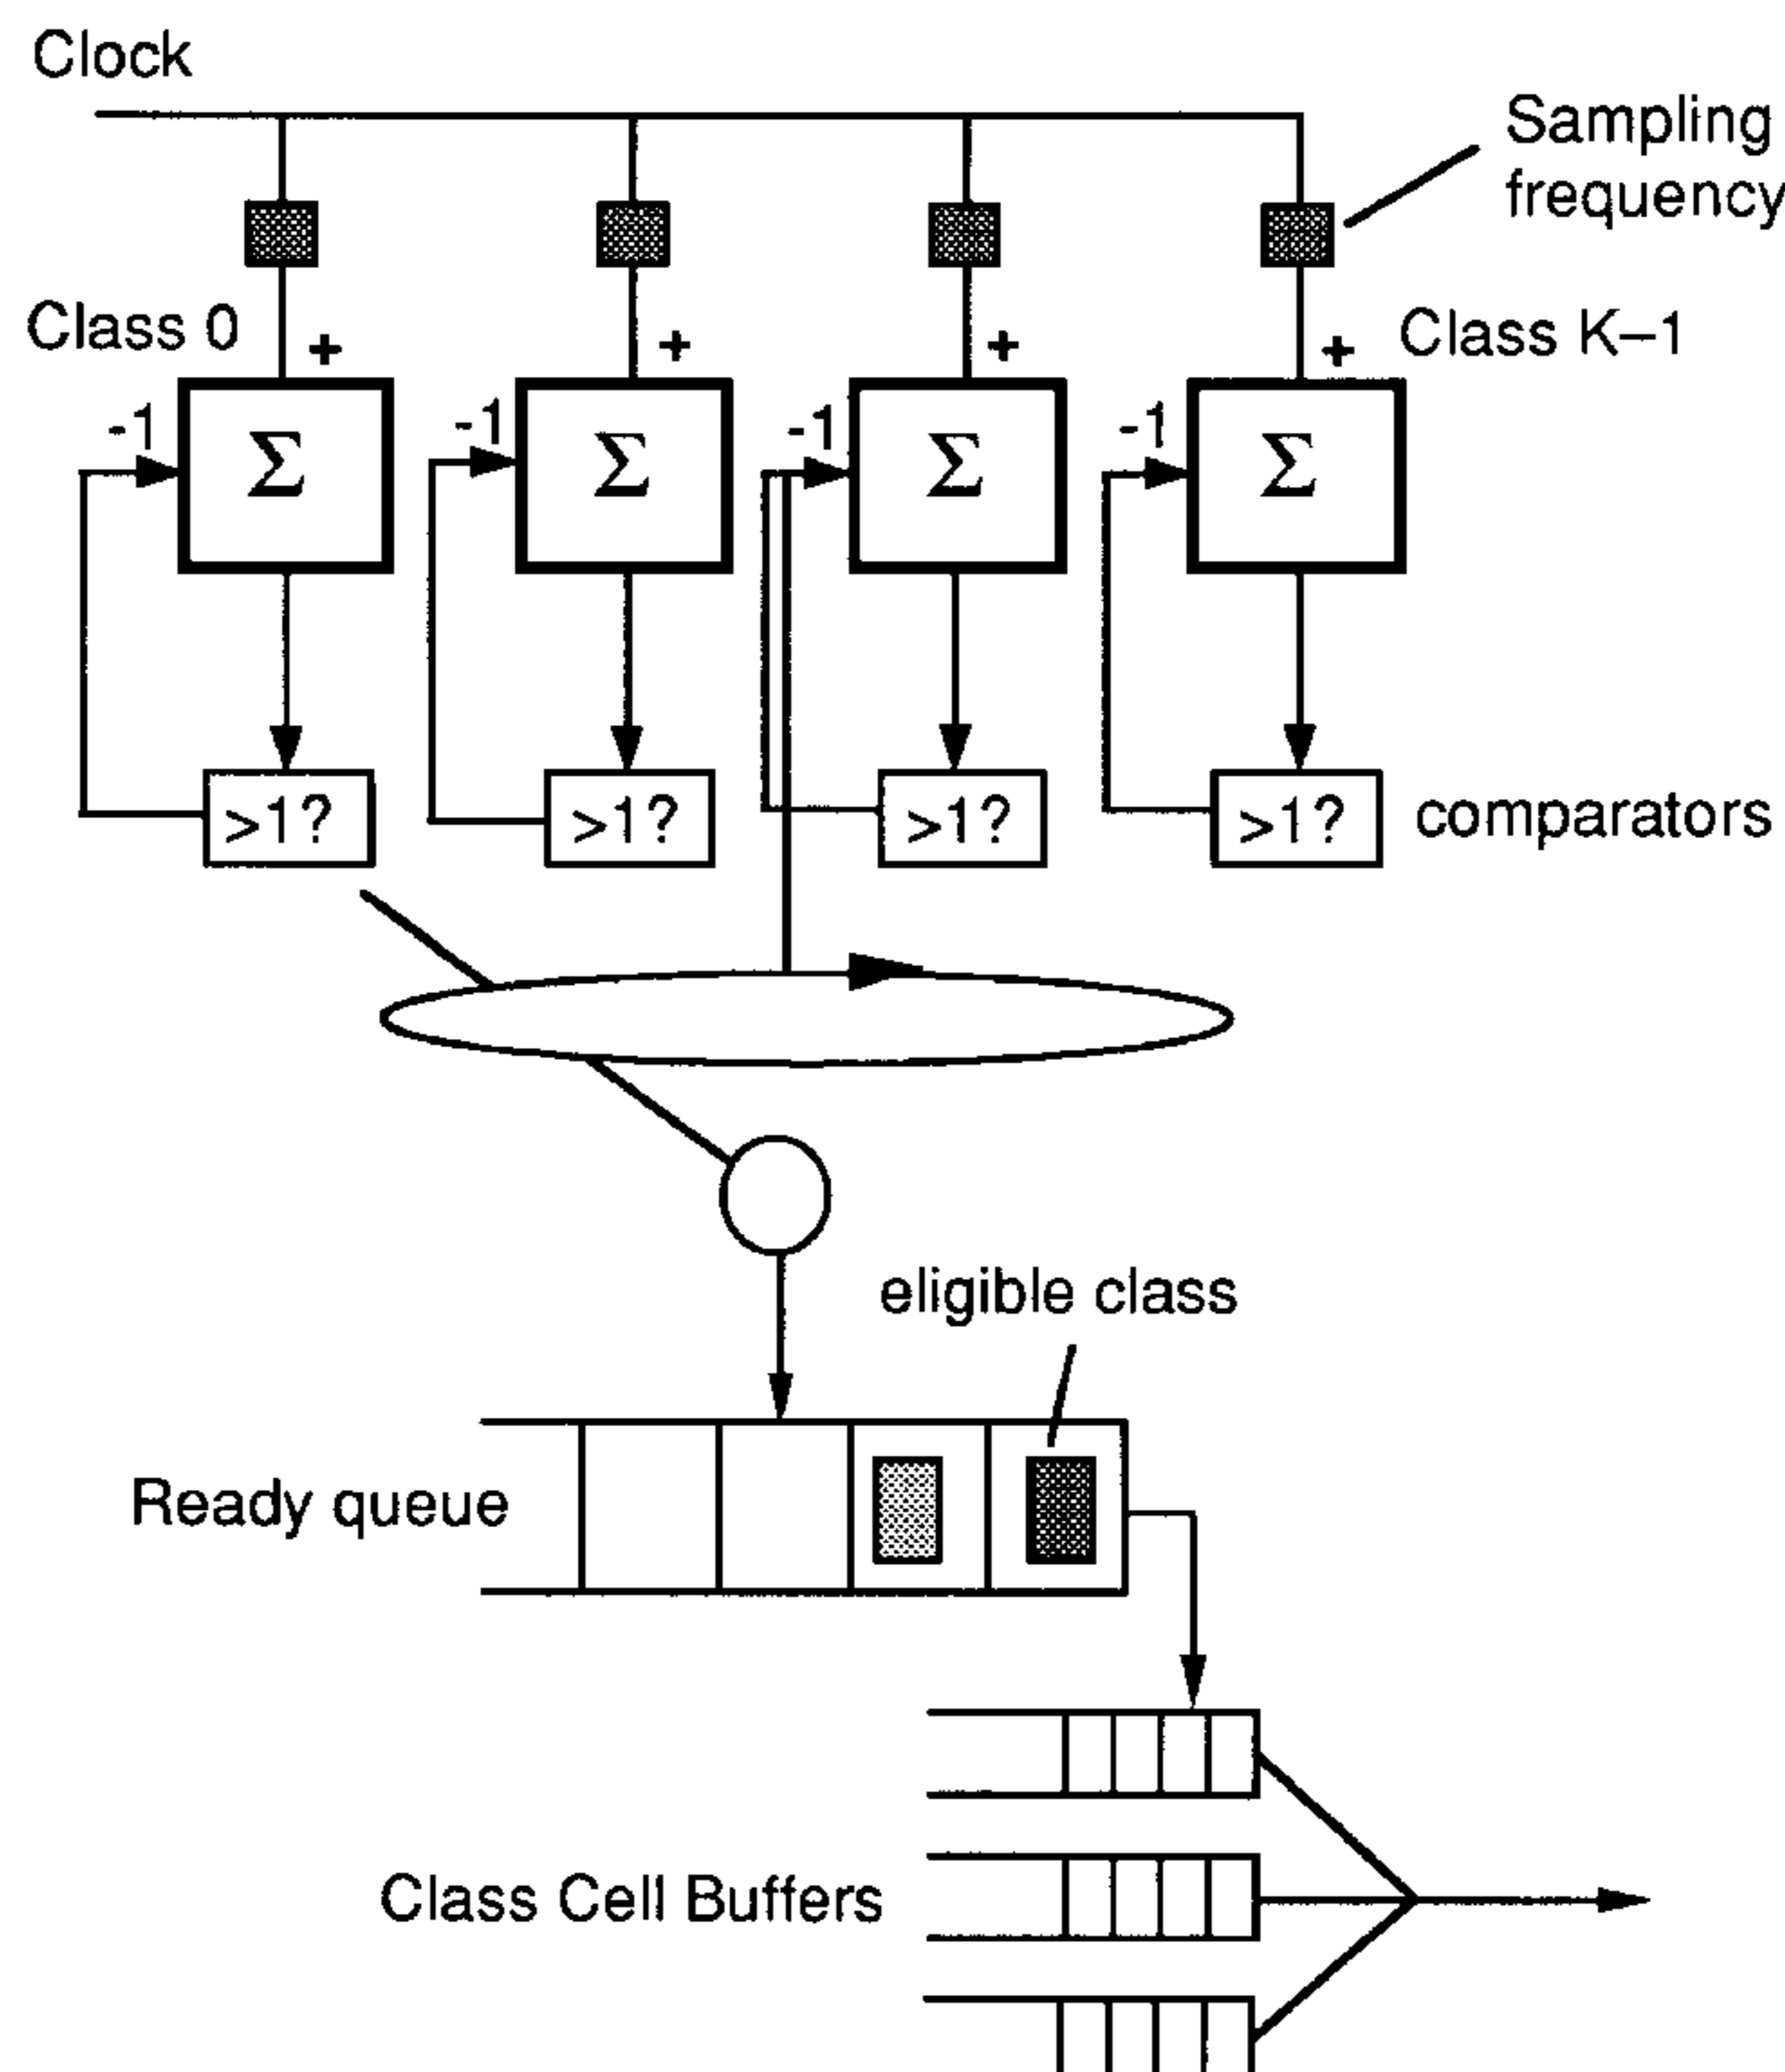 Clock
Sampling
frequency
Class 0
+
+
+
+
Class K–1
-1
-1
-1
-1
Σ
Σ
Σ
Σ
>1?
>1?
>1?
>1?
comparators
eligible class
Ready queue
Class Cell Buffers